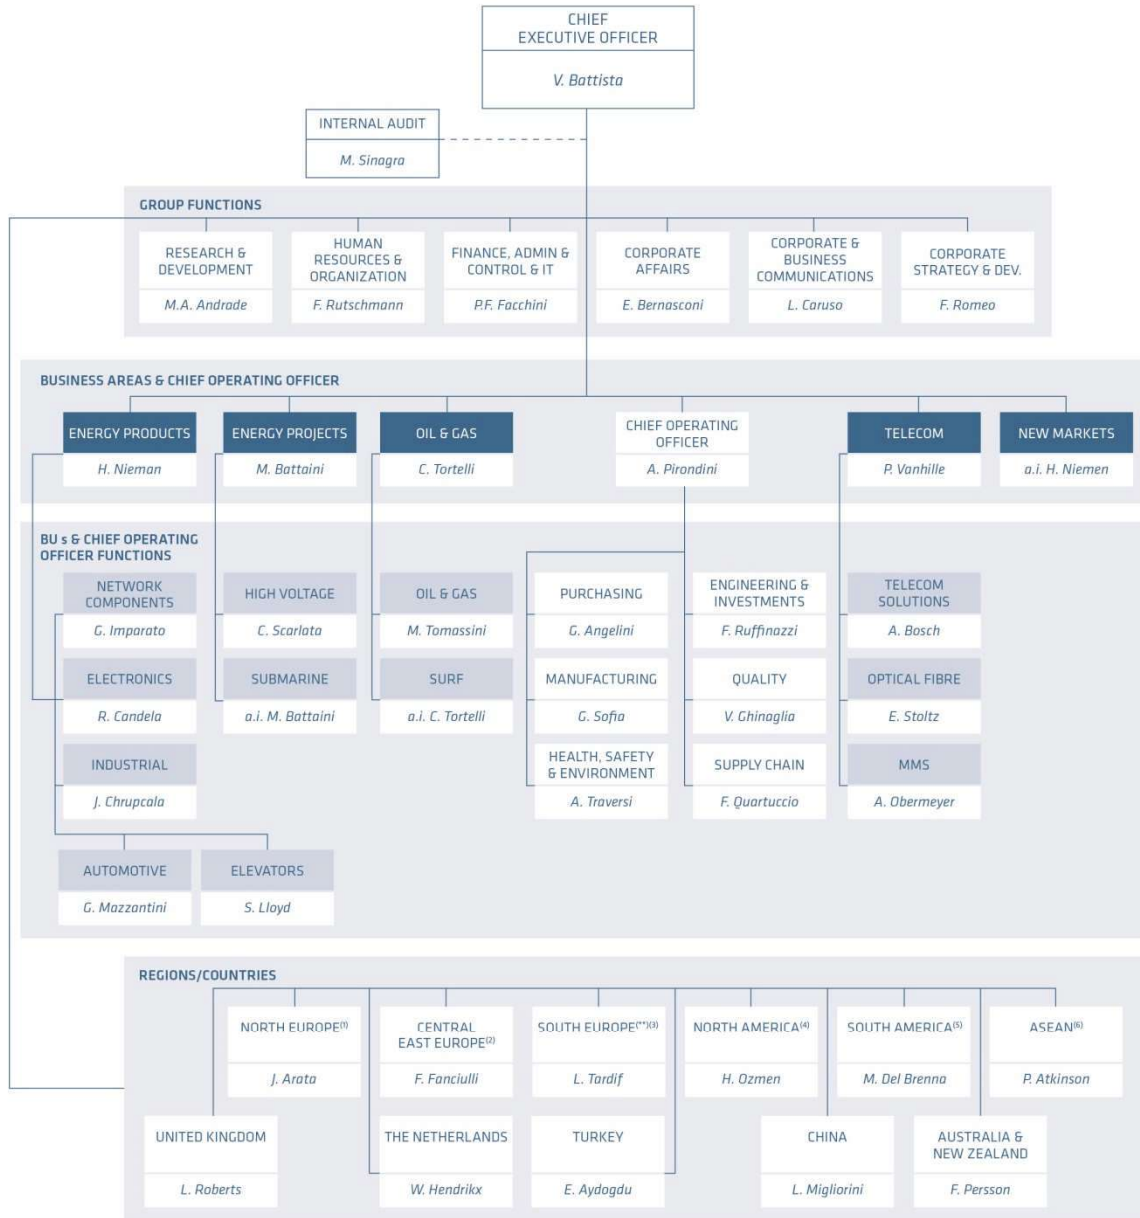 CHIEF
EXECUTIVE OFFICER
V. Battista
INTERNAL AUDIT
M. Sinagra
GROUP FUNCTIONS
RESEARCH &
DEVELOPMENT
M.A. Andrade
HUMAN
RESOURCES &
ORGANIZATION
F. Rutschmann
FINANCE, ADMIN &
CONTROL & IT
P.F. Facchini
CORPORATE
AFFAIRS
E. Bernasconi
CORPORATE &
BUSINESS
COMMUNICATIONS
L. Caruso
CORPORATE
STRATEGY & DEV.
F. Romeo
BUSINESS AREAS & CHIEF OPERATING OFFICER
ENERGY PRODUCTS
H. Nieman
ENERGY PROJECTS
M. Battaini
OIL & GAS
C. Tortelli
CHIEF OPERATING
OFFICER
A. Pirondini
TELECOM
P. Vanhille
NEW MARKETS
a.i. H. Niemen
BU s & CHIEF OPERATING
OFFICER FUNCTIONS
NETWORK
COMPONENTS
G. Imparato
HIGH VOLTAGE
C. Scarlata
OIL & GAS
M. Tomassini
PURCHASING
G. Angelini
ENGINEERING &
INVESTMENTS
F. Ruffinazzi
TELECOM
SOLUTIONS
A. Bosch
ELECTRONICS
R. Candela
SUBMARINE
a.i. M. Battaini
SURF
a.i. C. Tortelli
MANUFACTURING
G. Sofia
QUALITY
V. Ghinaglia
OPTICAL FIBRE
E. Stoltz
INDUSTRIAL
J. Chrupcala
HEALTH, SAFETY
& ENVIRONMENT
A. Traversi
SUPPLY CHAIN
F. Quartuccio
MMS
A. Obermeyer
AUTOMOTIVE
G. Mazzantini
ELEVATORS
S. Lloyd
REGIONS/COUNTRIES
NORTH EUROPE(1)
J. Arata
CENTRAL
EAST EUROPE(2)
F. Fanciulli
SOUTH EUROPE(**)(3)
L. Tardif
NORTH AMERICA(4)
H. Ozmen
SOUTH AMERICA(5)
M. Del Brenna
ASEAN(6)
P. Atkinson
UNITED KINGDOM
L. Roberts
THE NETHERLANDS
W. Hendrikx
TURKEY
E. Aydogdu
CHINA
L. Migliorini
AUSTRALIA &
NEW ZEALAND
F. Persson